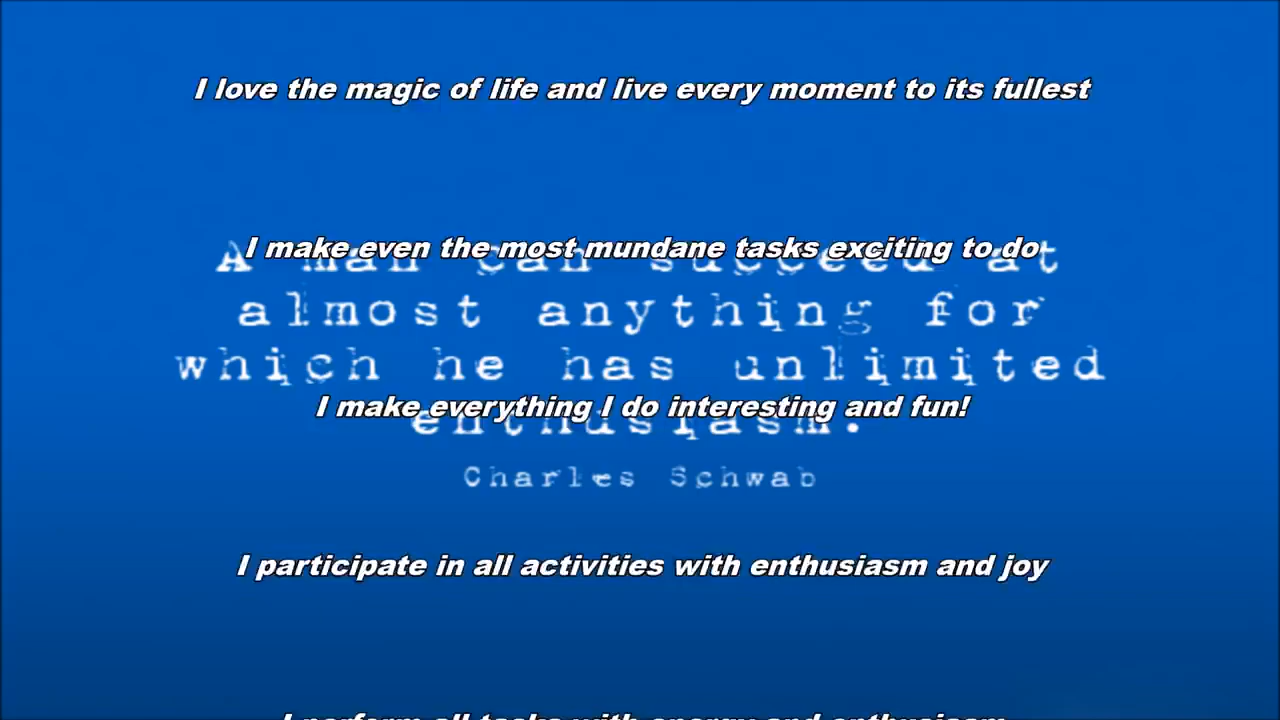 I love the magic of life and live every moment to its fullest
I make even the most mundane tasks exciting to do
A man can succeed at
almost anything for
which he has unlimited
I make everything I do interesting and fun!
enthusiasm.
Charles Schwab
I participate in all activities with enthusiasm and joy
I perform all tasks with energy and enthusiasm